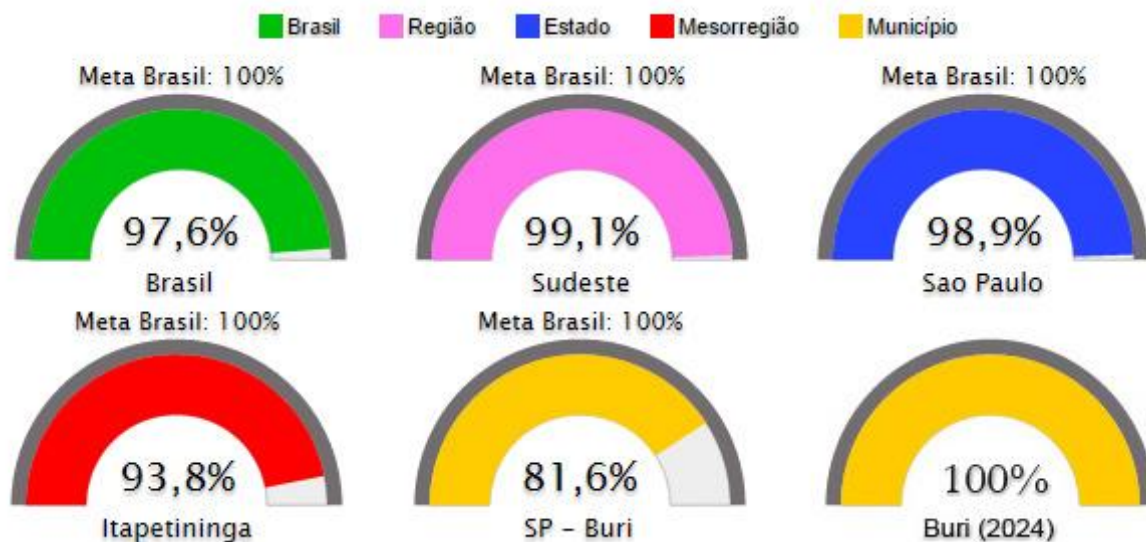 Brasil Região Estado Mesorregião Município
Meta Brasil: 100% Meta Brasil: 100% Meta Brasil: 100%
97,6% 99,1% 98,9%
Brasil Sudeste Sao Paulo
Meta Brasil: 100% Meta Brasil: 100%
93,8% 81,6% 100%
Itapetininga SP – Buri Buri (2024)